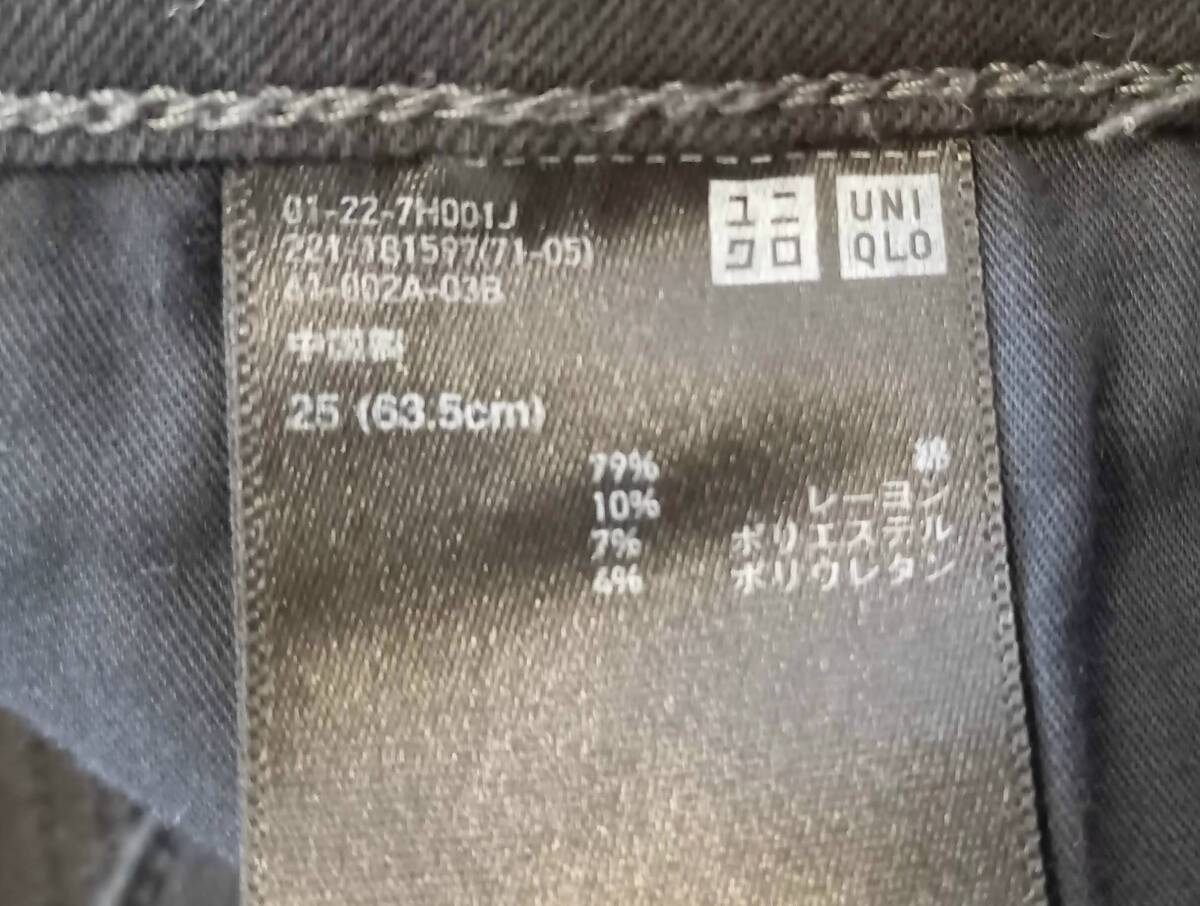 01-22-7H001J
221-181597(71-05)
61-002A-03B
ユニ
クロ
UNI
QLO
中国製
25 (63.5cm)
79% 綿
10% レーヨン
7% ポリエステル
4% ポリウレタン